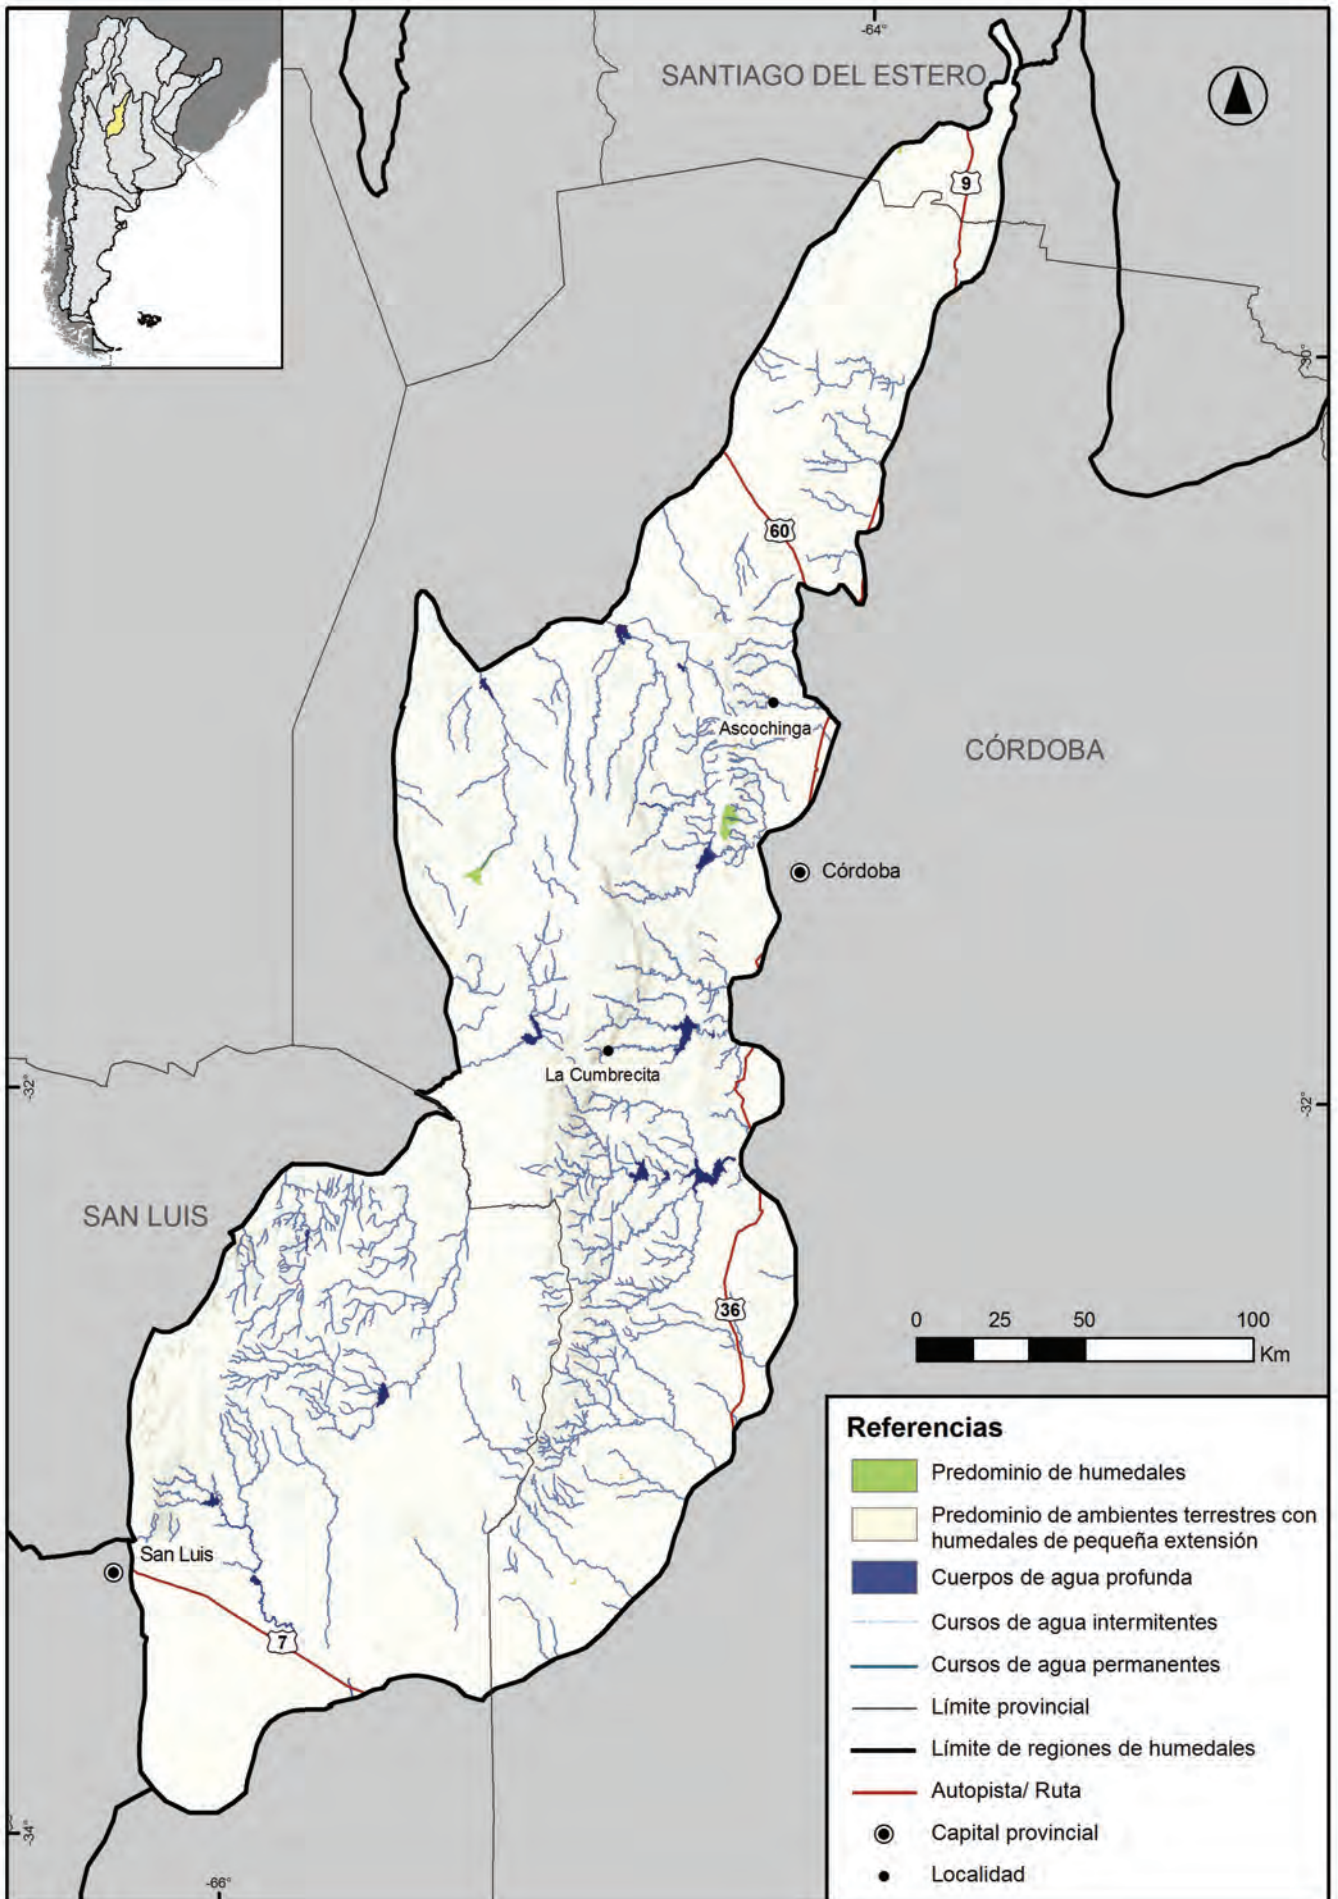 -64°
SANTIAGO DEL ESTERO
9
-30°
60
Ascochinga
CÓRDOBA
Córdoba
La Cumbrecita
-32°
-32°
SAN LUIS
36
0 25 50 100
Km
San Luis
7
-34°
-66°
Referencias
Predominio de humedales
Predominio de ambientes terrestres con
humedales de pequeña extensión
Cuerpos de agua profunda
Cursos de agua intermitentes
Cursos de agua permanentes
Límite provincial
Límite de regiones de humedales
Autopista/ Ruta
Capital provincial
Localidad